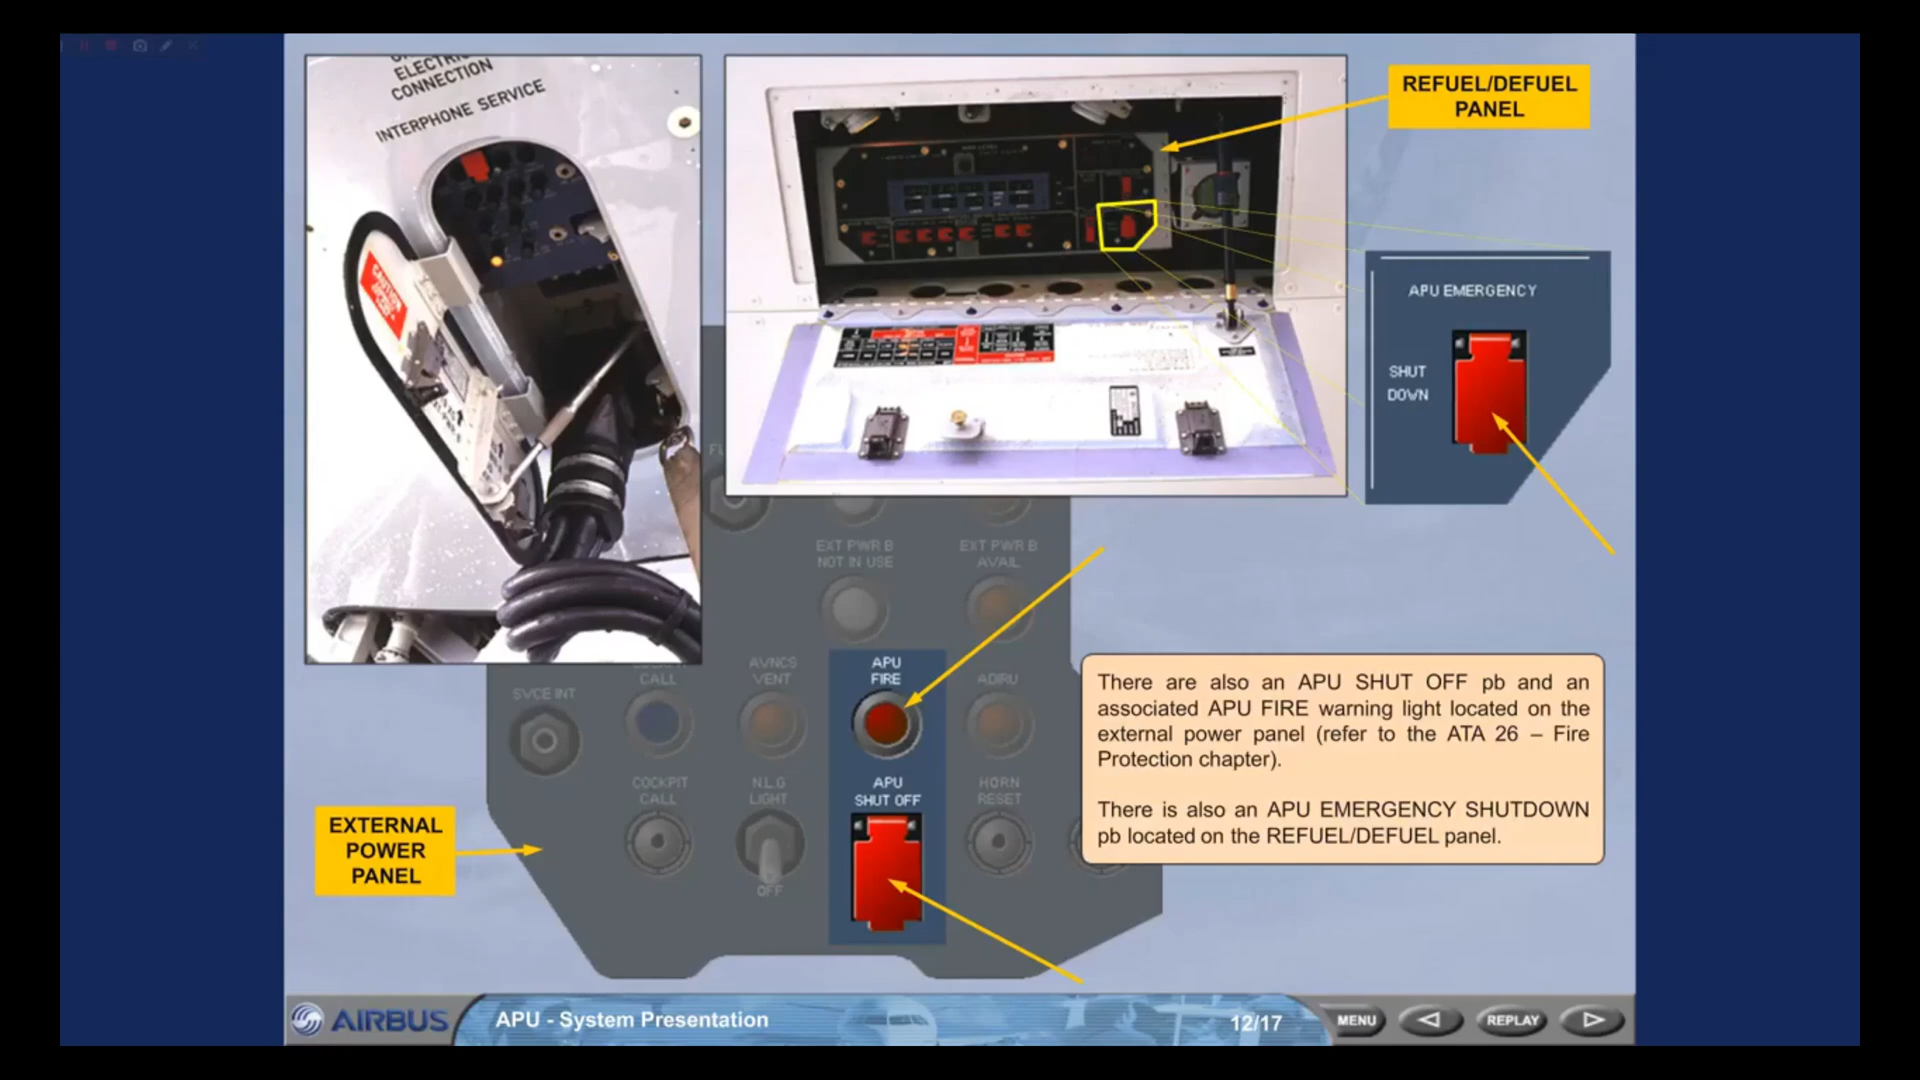 ELECTRIC
CONNECTION
INTERPHONE SERVICE
REFUEL/DEFUEL
PANEL
APU EMERGENCY
SHUT
DOWN
EXT PWR B
NOT IN USE
EXT PWR B
AVAIL
SVCE INT
CALL
AVNCS
VENT
APU
FIRE
ADIRU
COCKPIT
CALL
N.L.G
LIGHT
OFF
APU
SHUT OFF
HORN
RESET
EXTERNAL
POWER
PANEL
There are also an APU SHUT OFF pb and an
associated APU FIRE warning light located on the
external power panel (refer to the ATA 26 – Fire
Protection chapter).
There is also an APU EMERGENCY SHUTDOWN
pb located on the REFUEL/DEFUEL panel.
AIRBUS
APU - System Presentation
12/17
MENU
REPLAY